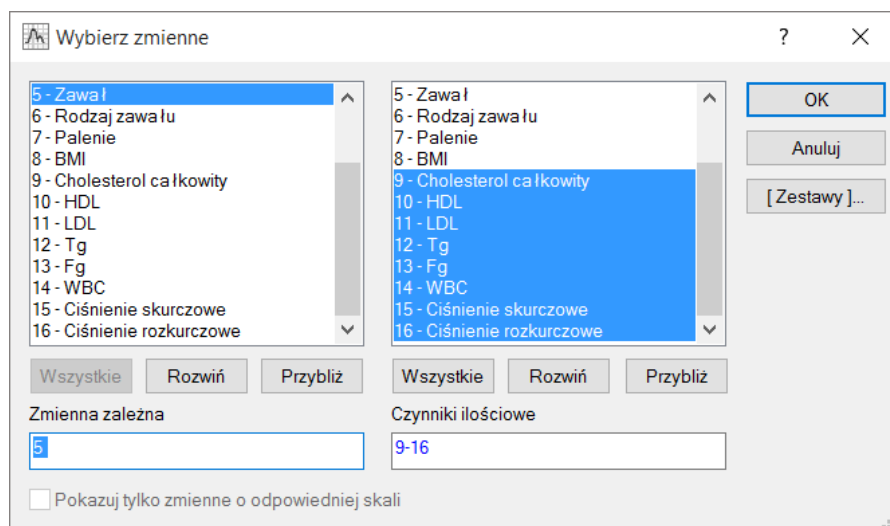 Wybierz zmienne
?
5 - Zawał
6 - Rodzaj zawału
7 - Palenie
8 - BMI
9 - Cholesterol całkowity
10 - HDL
11 - LDL
12 - Tg
13 - Fg
14 - WBC
15 - Ciśnienie skurczowe
16 - Ciśnienie rozkurczowe
5 - Zawał
6 - Rodzaj zawału
7 - Palenie
8 - BMI
9 - Cholesterol całkowity
10 - HDL
11 - LDL
12 - Tg
13 - Fg
14 - WBC
15 - Ciśnienie skurczowe
16 - Ciśnienie rozkurczowe
OK
Anuluj
[ Zestawy ]...
Wszystkie Rozwiń Przybliż
Wszystkie Rozwiń Przybliż
Zmienna zależna
5
Czynniki ilościowe
9-16
Pokazuj tylko zmienne o odpowiedniej skali